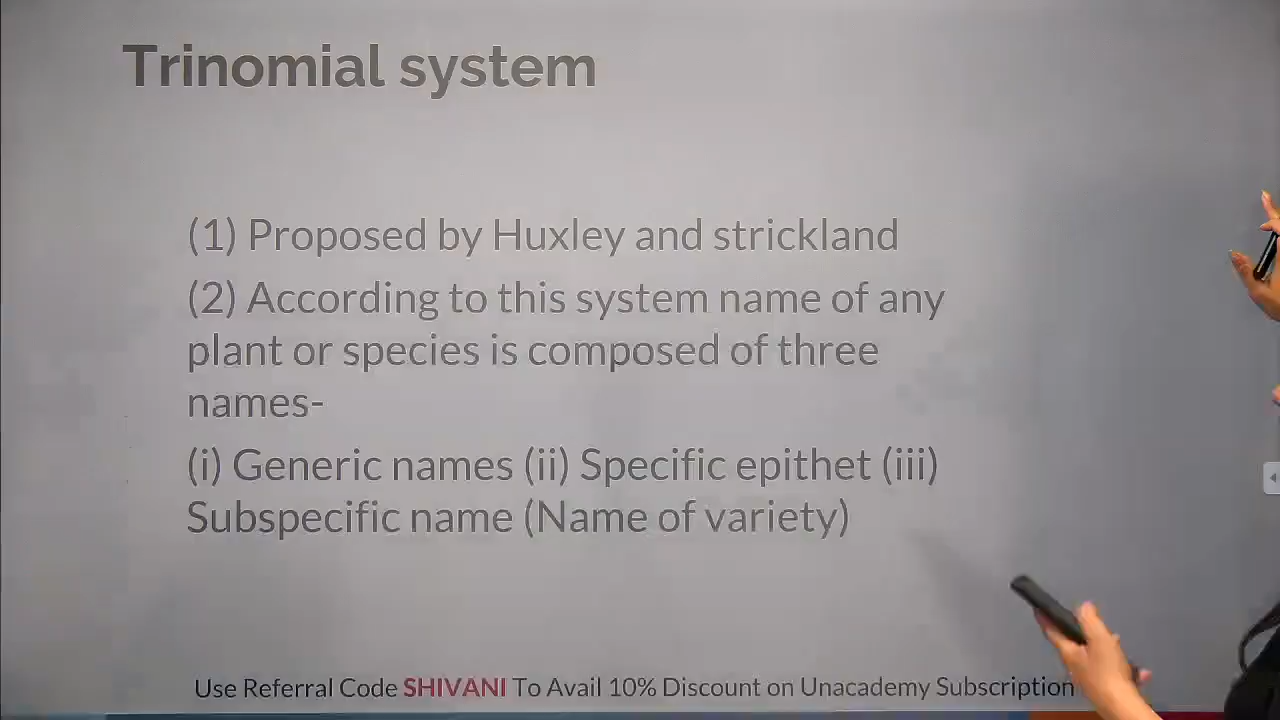 Trinomial system
(1) Proposed by Huxley and strickland
(2) According to this system name of any
plant or species is composed of three
names-
(i) Generic names (ii) Specific epithet (iii)
Subspecific name (Name of variety)
Use Referral Code SHIVANI To Avail 10% Discount on Unacademy Subscription